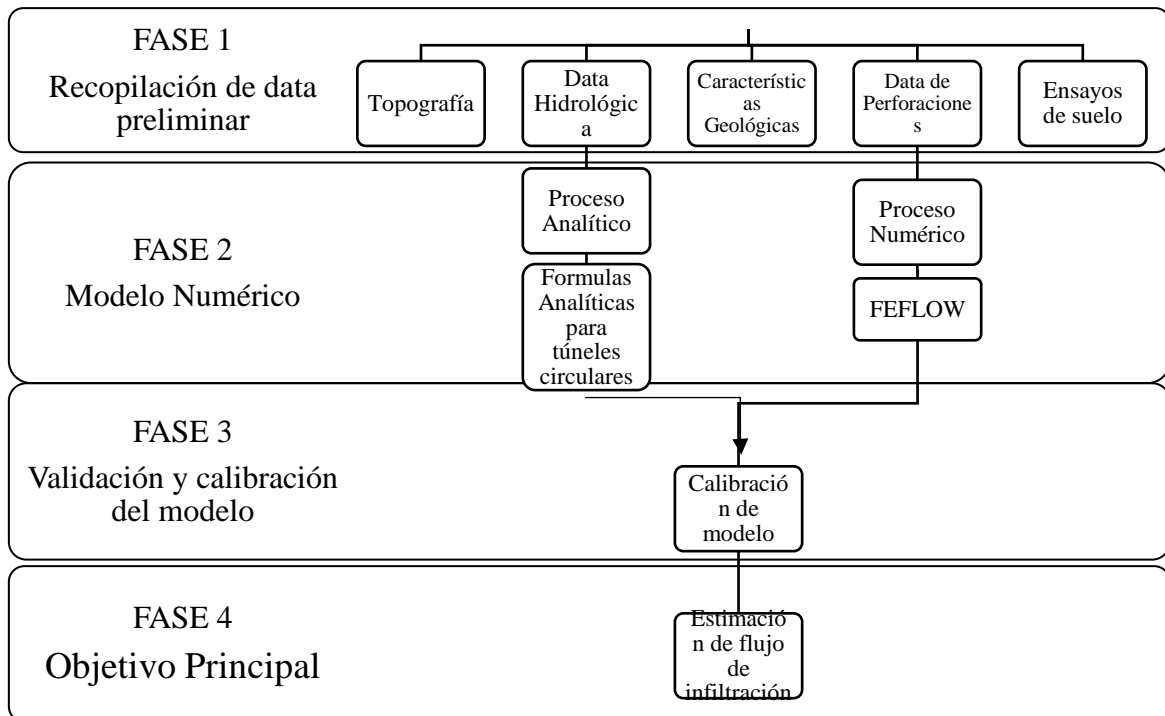 FASE 1
Recopilación de data
preliminar
Topografía
Data
Hidrológic
a
Característic
as
Geológicas
Data de
Perforacione
s
Ensayos
de suelo
FASE 2
Modelo Numérico
Proceso
Analítico
Formulas
Analíticas
para
túneles
circulares
Proceso
Numérico
FEFLOW
FASE 3
Validación y calibración
del modelo
Calibració
n de
modelo
FASE 4
Objetivo Principal
Estimació
n de flujo
de
infiltración